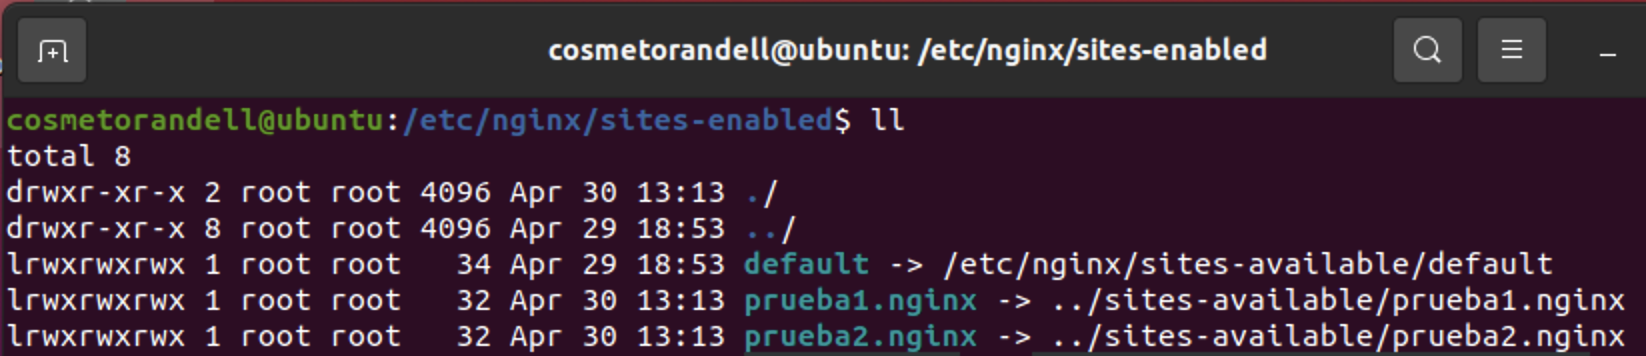 cosmetorandell@ubuntu: /etc/nginx/sites-enabled
cosmetorandell@ubuntu:/etc/nginx/sites-enabled$ ll
total 8
drwxr-xr-x 2 root root 4096 Apr 30 13:13 ./
drwxr-xr-x 8 root root 4096 Apr 29 18:53 ../
lrwxrwxrwx 1 root root   34 Apr 29 18:53 default -> /etc/nginx/sites-available/default
lrwxrwxrwx 1 root root   32 Apr 30 13:13 prueba1.nginx -> ../sites-available/prueba1.nginx
lrwxrwxrwx 1 root root   32 Apr 30 13:13 prueba2.nginx -> ../sites-available/prueba2.nginx